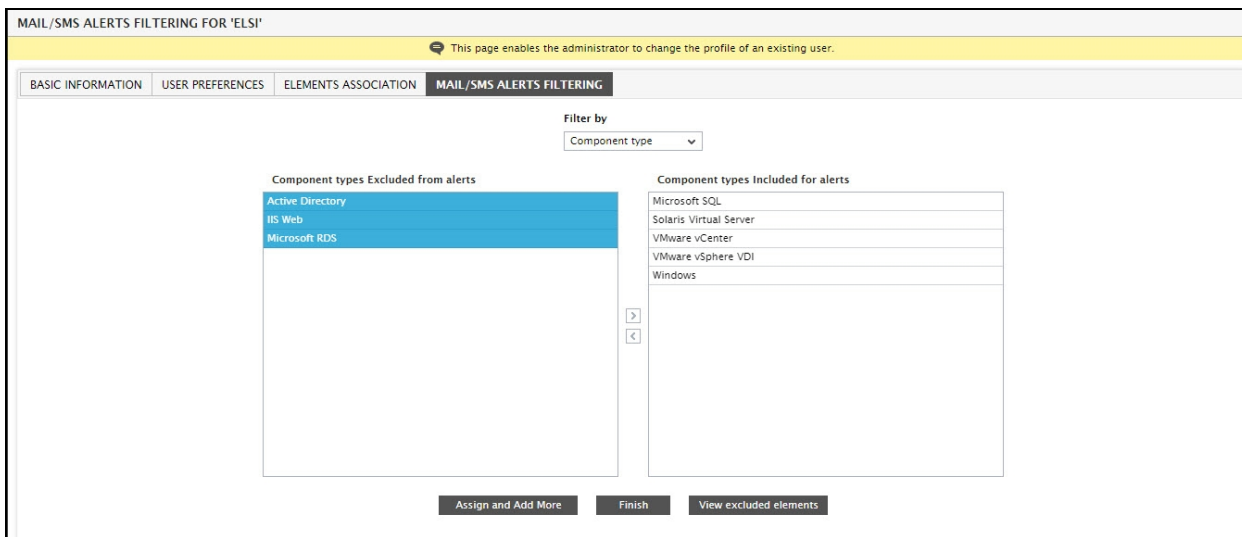 MAIL/SMS ALERTS FILTERING FOR 'ELSI'
This page enables the administrator to change the profile of an existing user.
BASIC INFORMATION USER PREFERENCES ELEMENTS ASSOCIATION MAIL/SMS ALERTS FILTERING
Filter by
Component type
Component types Excluded from alerts
Active Directory
IIS Web
Microsoft RDS
Component types Included for alerts
Microsoft SQL
Solaris Virtual Server
VMware vCenter
VMware vSphere VDI
Windows
>
<
Assign and Add More Finish View excluded elements